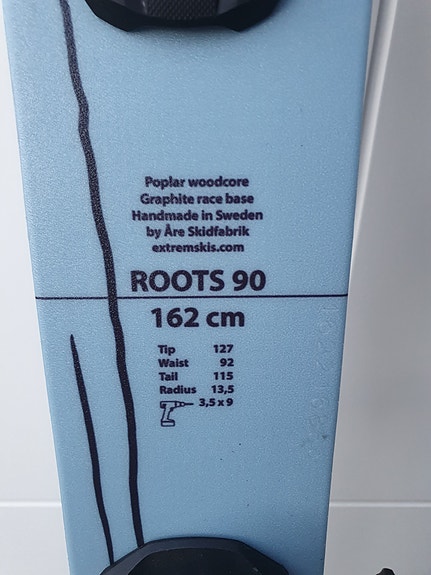 Poplar woodcore
Graphite race base
Handmade in Sweden
by Åre Skidfabrik
extremskis.com
ROOTS 90
162 cm
Tip 127
Waist 92
Tail 115
Radius 13,5
3,5 x 9